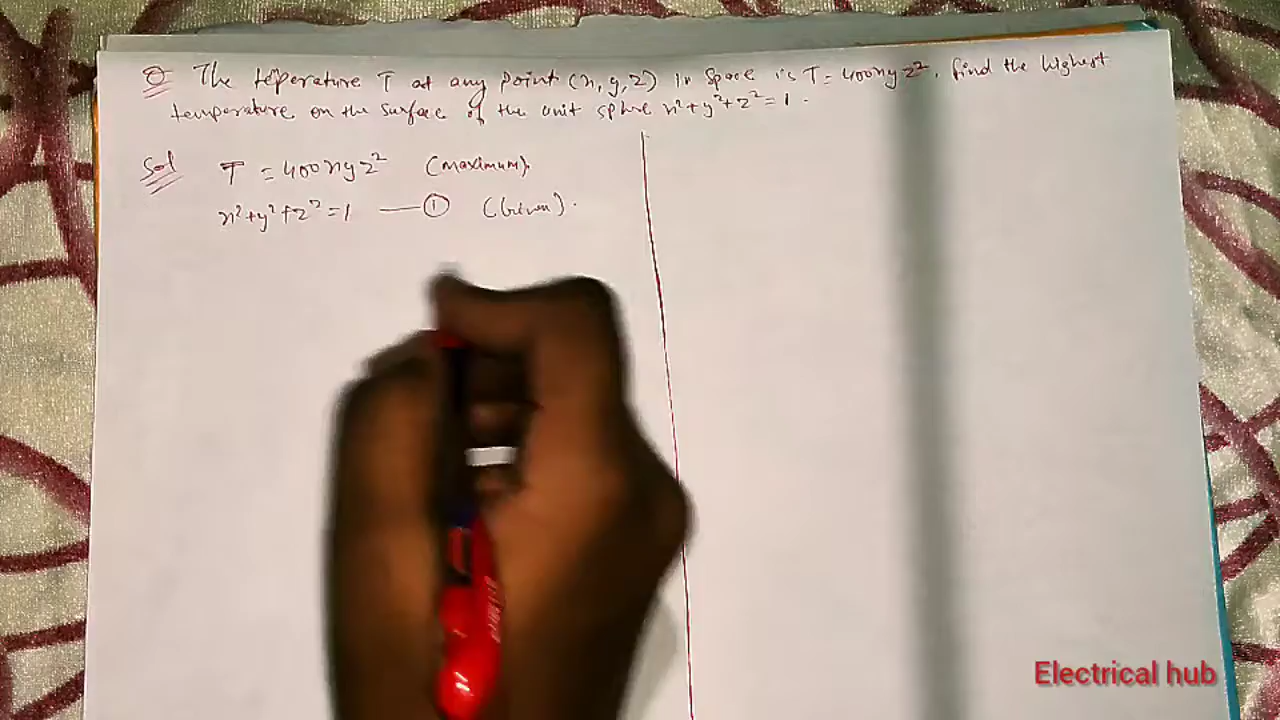 Q The temperature T at any point (x, y, z) in space is T = 400xyz². find the highest
temperature on the surface of the unit sphere x²+y²+z²=1.
Sol T = 400xyz² (maximum).
x²+y²+z²=1 —① (Given).
Electrical hub